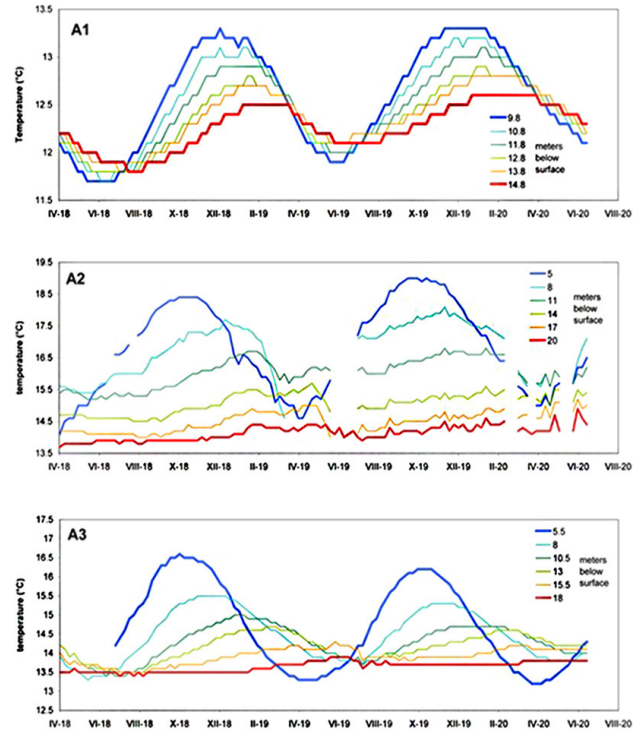 A1
Temperature (°C)
13.5
13
12.5
12
11.5
9.8
10.8
11.8 meters
12.8 below
13.8 surface
14.8
IV-18 VI-18 VIII-18 X-18 XII-18 II-19 IV-19 VI-19 VIII-19 X-19 XII-19 II-20 IV-20 VI-20 VIII-20
A2
temperature (°C)
19.5
18.5
17.5
16.5
15.5
14.5
13.5
5
8
11 meters
14 below
17 surface
20
IV-18 VI-18 VIII-18 X-18 XII-18 II-19 IV-19 VI-19 VIII-19 X-19 XII-19 II-20 IV-20 VI-20 VIII-20
A3
temperature (°C)
17.5
17
16.5
16
15.5
15
14.5
14
13.5
13
12.5
5.5
8
10.5 meters
13 below
15.5 surface
18
IV-18 VI-18 VIII-18 X-18 XII-18 II-19 IV-19 VI-19 VIII-19 X-19 XII-19 II-20 IV-20 VI-20 VIII-20